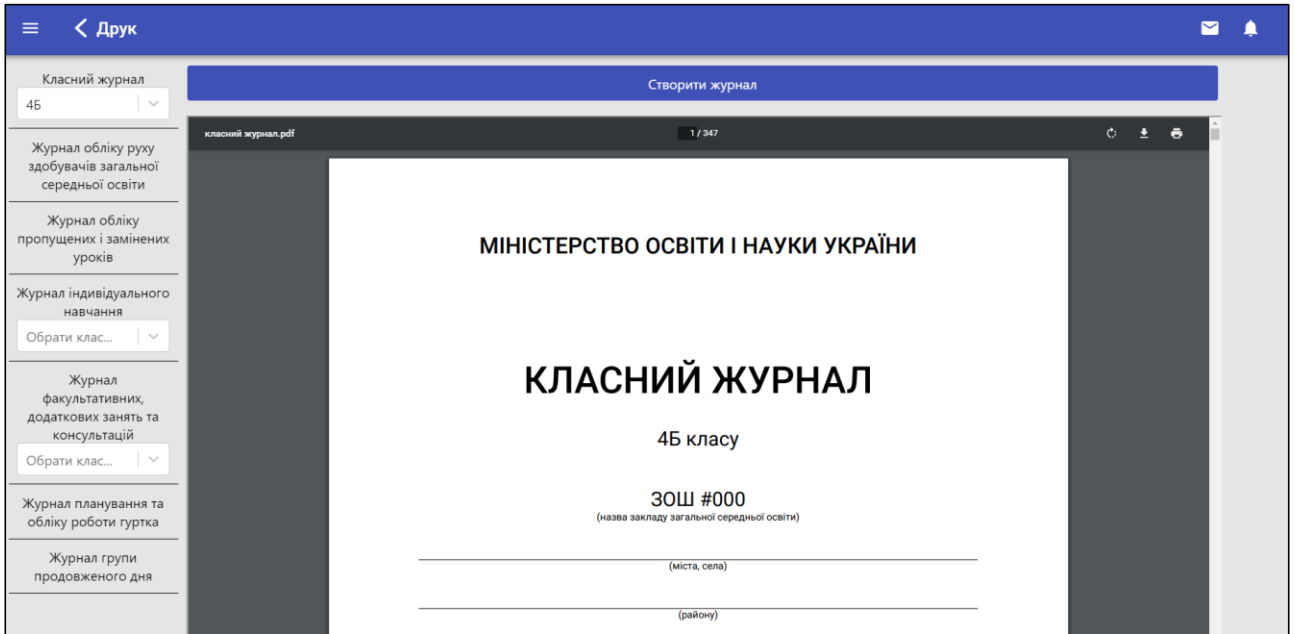 Друк
Класний журнал
4Б
Журнал обліку руху
здобувачів загальної
середньої освіти
Журнал обліку
пропущених і замінених
уроків
Журнал індивідуального
навчання
Обрати клас...
Журнал
факультативних,
додаткових занять та
консультацій
Обрати клас...
Журнал планування та
обліку роботи гуртка
Журнал групи
продовженого дня
Створити журнал
класний журнал.pdf
1 / 347
МІНІСТЕРСТВО ОСВІТИ І НАУКИ УКРАЇНИ
КЛАСНИЙ ЖУРНАЛ
4Б класу
ЗОШ #000
(назва закладу загальної середньої освіти)
(міста, села)
(району)